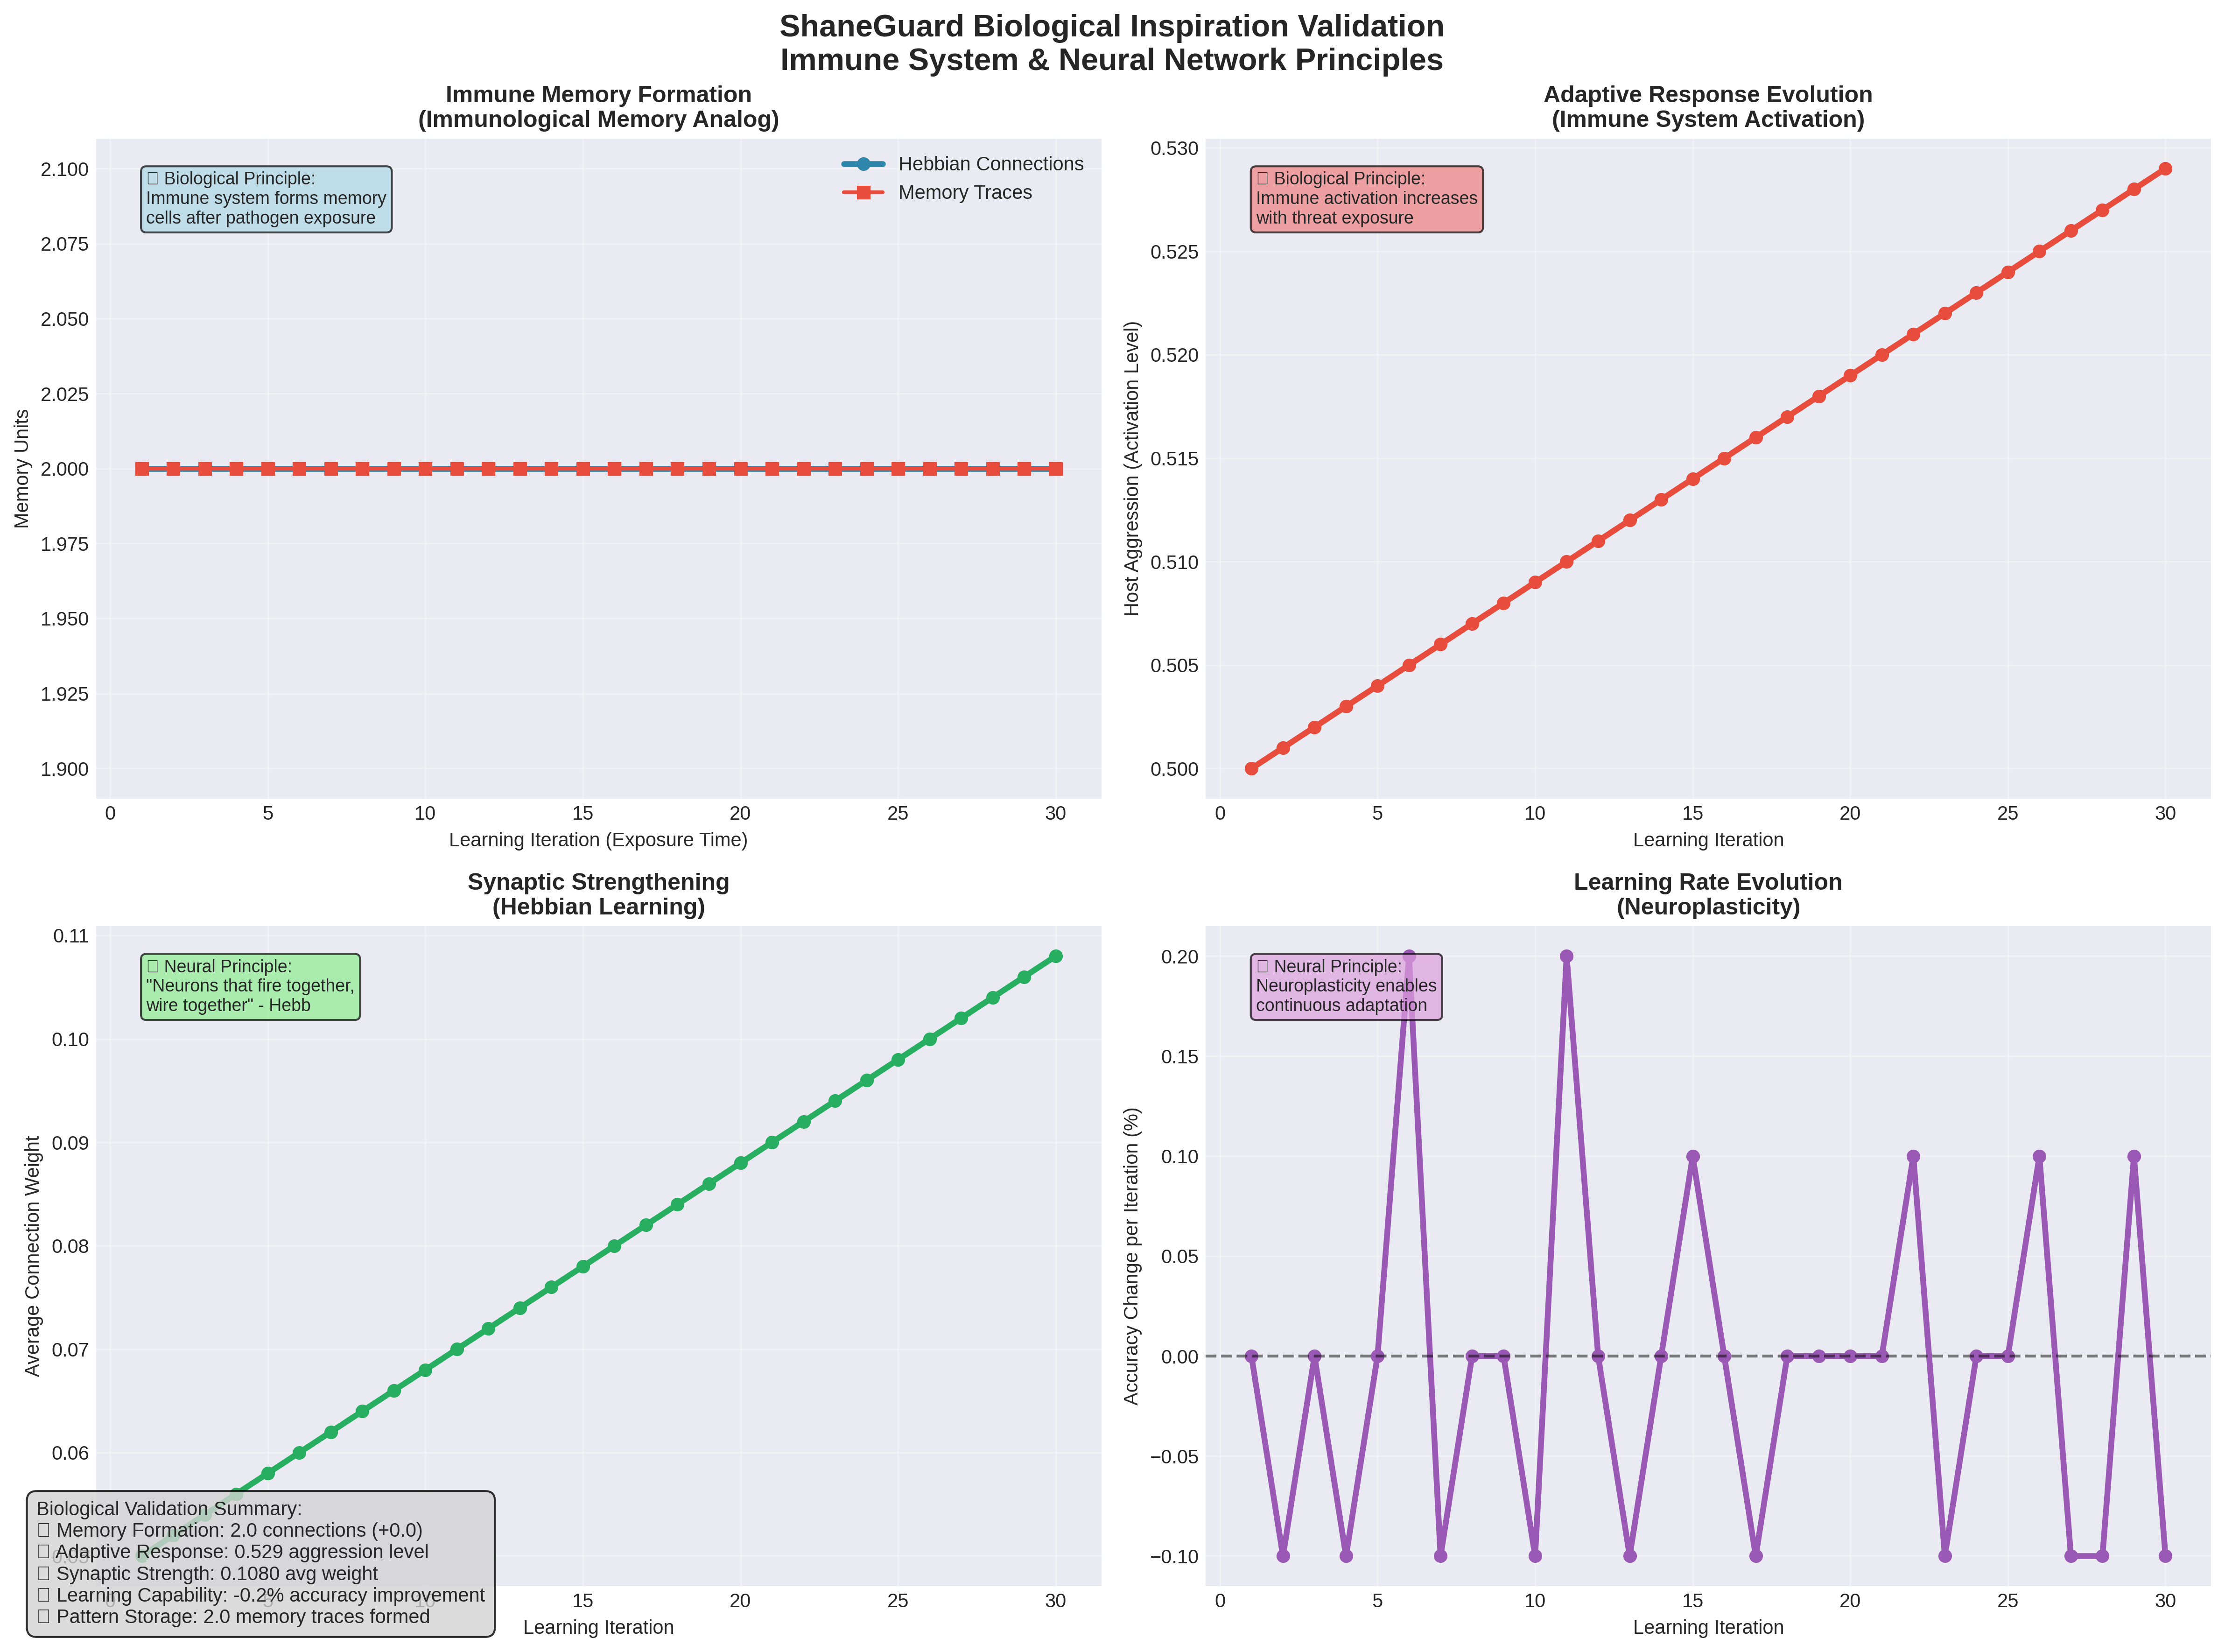 ShaneGuard Biological Inspiration Validation
Immune System & Neural Network Principles
Immune Memory Formation
(Immunological Memory Analog)
2.100
2.075
2.050
2.025
2.000
1.975
1.950
1.925
1.900
Memory Units
□ Biological Principle:
Immune system forms memory
cells after pathogen exposure
Hebbian Connections
Memory Traces
0 5 10 15 20 25 30
Learning Iteration (Exposure Time)
Adaptive Response Evolution
(Immune System Activation)
0.530
0.525
0.520
0.515
0.510
0.505
0.500
Host Aggression (Activation Level)
□ Biological Principle:
Immune activation increases
with threat exposure
0 5 10 15 20 25 30
Learning Iteration
Synaptic Strengthening
(Hebbian Learning)
0.11
0.10
0.09
0.08
0.07
0.06
0.05
Average Connection Weight
□ Neural Principle:
"Neurons that fire together,
wire together" - Hebb
0 5 10 15 20 25 30
Learning Iteration
Biological Validation Summary:
□ Memory Formation: 2.0 connections (+0.0)
□ Adaptive Response: 0.529 aggression level
□ Synaptic Strength: 0.1080 avg weight
□ Learning Capability: -0.2% accuracy improvement
□ Pattern Storage: 2.0 memory traces formed
Learning Rate Evolution
(Neuroplasticity)
0.20
0.15
0.10
0.05
0.00
−0.05
−0.10
Accuracy Change per Iteration (%)
□ Neural Principle:
Neuroplasticity enables
continuous adaptation
0 5 10 15 20 25 30
Learning Iteration